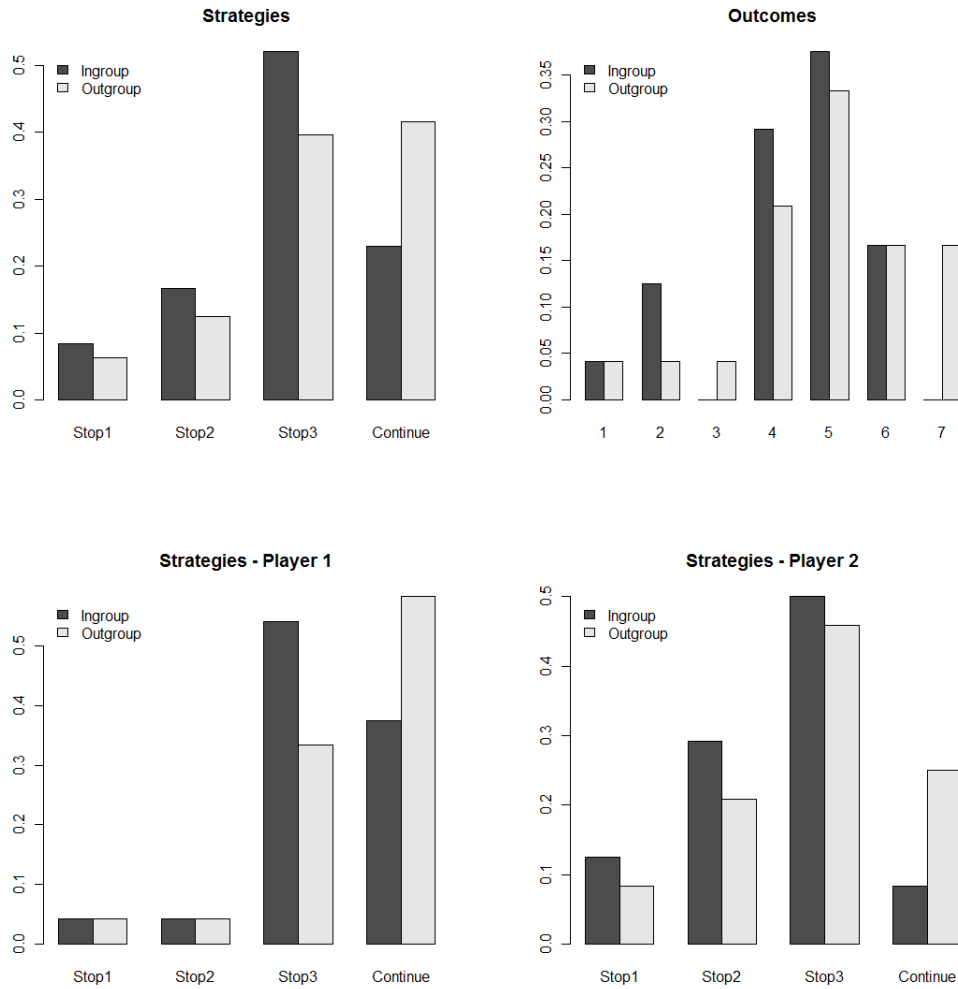 Strategies
Ingroup
Outgroup
0.0 0.1 0.2 0.3 0.4 0.5
Stop1 Stop2 Stop3 Continue
Outcomes
Ingroup
Outgroup
0.00 0.05 0.10 0.15 0.20 0.25 0.30 0.35
1 2 3 4 5 6 7
Strategies - Player 1
Ingroup
Outgroup
0.0 0.1 0.2 0.3 0.4 0.5
Stop1 Stop2 Stop3 Continue
Strategies - Player 2
Ingroup
Outgroup
0.0 0.1 0.2 0.3 0.4 0.5
Stop1 Stop2 Stop3 Continue